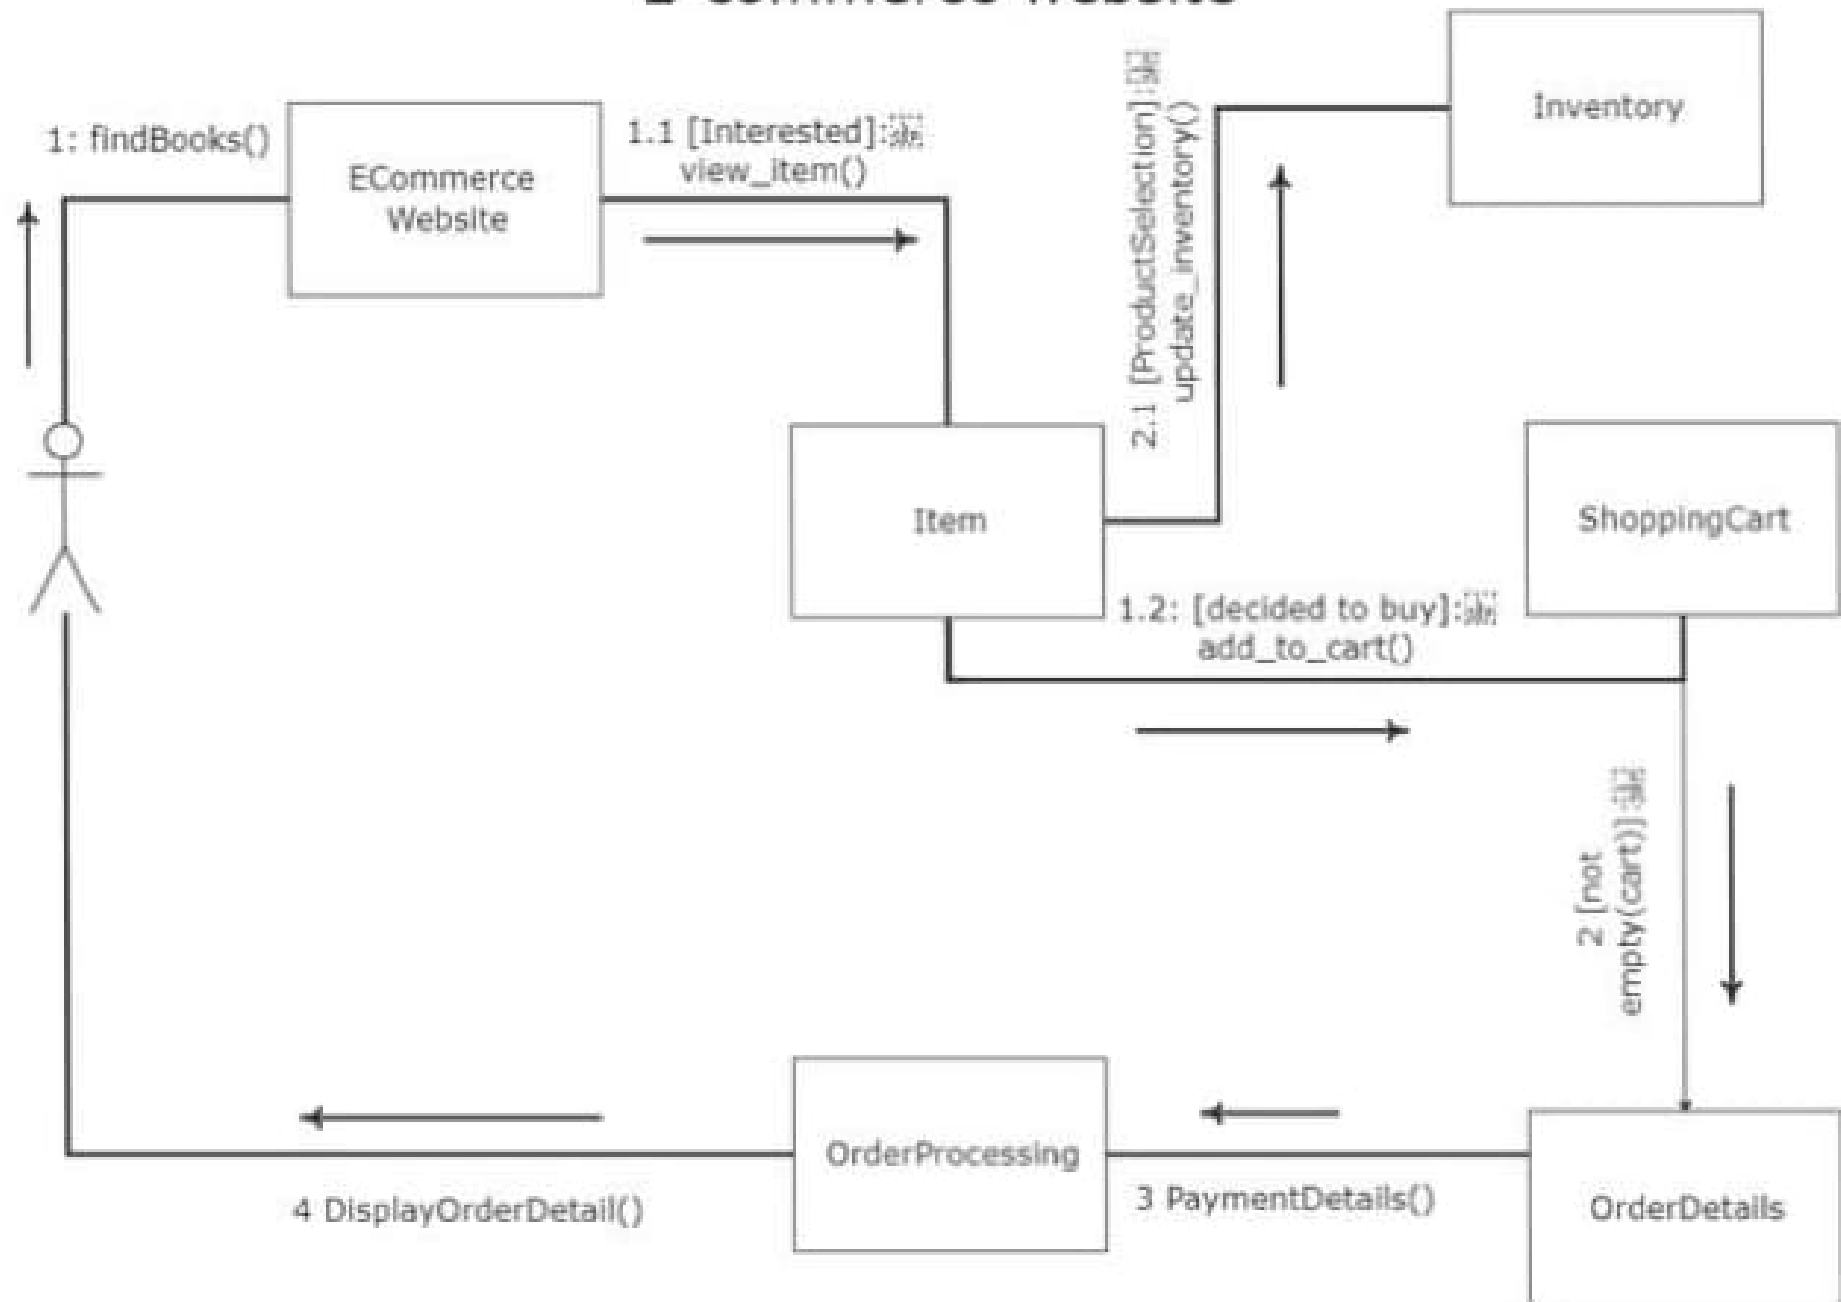 E-commerce website
1: findBooks()
ECommerce
Website
1.1 [Interested]:
view_item()
2.1 [ProductSelection]:
update_inventory()
Inventory
Item
ShoppingCart
1.2: [decided to buy]:
add_to_cart()
2 [not
empty(cart)]:
OrderProcessing
OrderDetails
4 DisplayOrderDetail()
3 PaymentDetails()